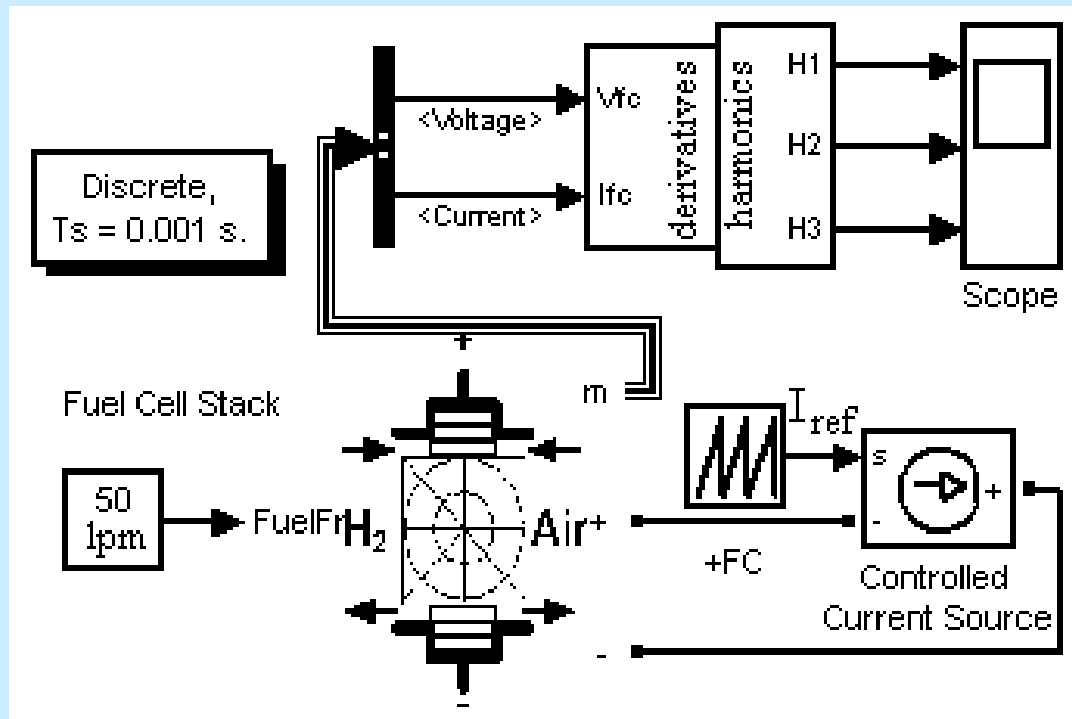 H1
Vfc
<Voltage>
derivatives
harmonics
H2
Discrete,
Ts = 0.001 s.
Ifc
<Current>
H3
Scope
+
m
Fuel Cell Stack
Iref
s
50
lpm
FuelFr
H2
Air
+
-
+
+FC
Controlled
Current Source
-
-